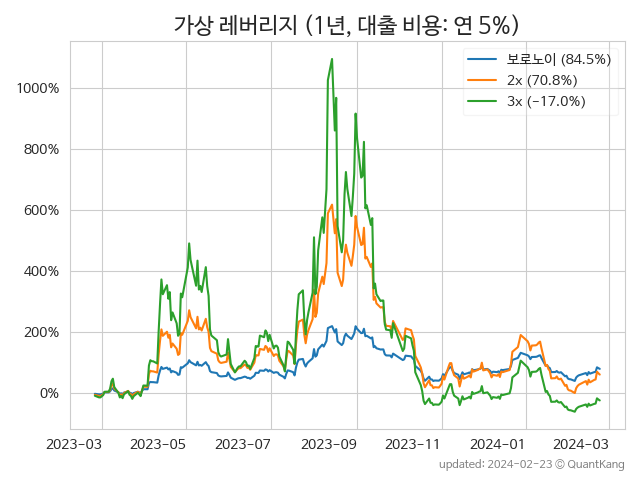 가상 레버리지 (1년, 대출 비용: 연 5%)
보로노이 (84.5%)
2x (70.8%)
3x (-17.0%)
1000%
800%
600%
400%
200%
0%
2023-03 2023-05 2023-07 2023-09 2023-11 2024-01 2024-03
updated: 2024-02-23 © QuantKang